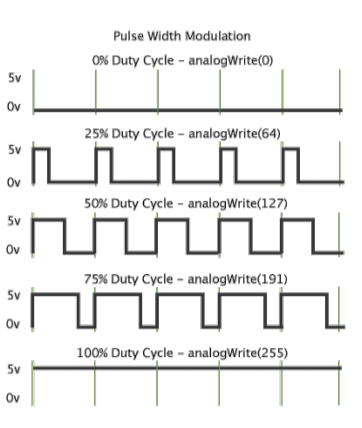 Pulse Width Modulation
0% Duty Cycle – analogWrite(0)
5v
0v
25% Duty Cycle – analogWrite(64)
5v
0v
50% Duty Cycle – analogWrite(127)
5v
0v
75% Duty Cycle – analogWrite(191)
5v
0v
100% Duty Cycle – analogWrite(255)
5v
0v